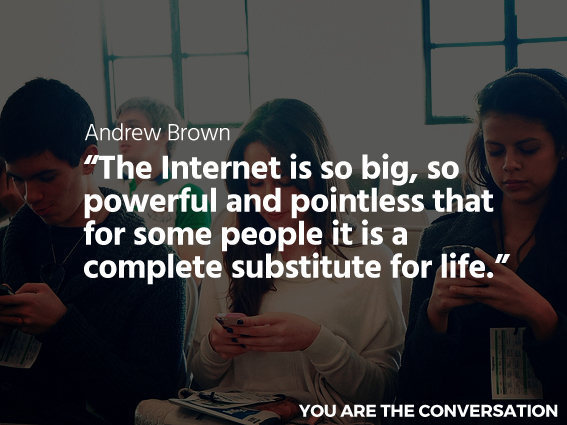 Andrew Brown
“The Internet is so big, so
powerful and pointless that
for some people it is a
complete substitute for life.”
YOU ARE THE CONVERSATION